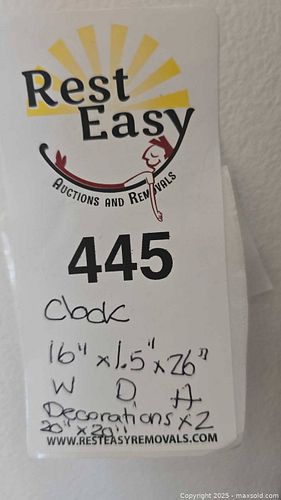 Rest
Easy
AUCTIONS AND REMOVALS
445
Clock
16" x 1.5" x 26"
W D H
Decorations x2
20" x 20"
WWW.RESTEASYREMOVALS.COM
Copyright 2025 - maxsold.com